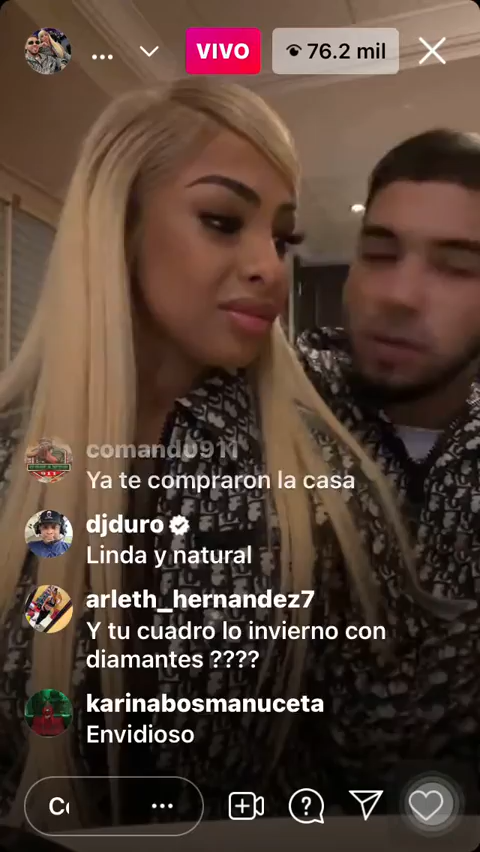 VIVO
76.2 mil
comando911
Ya te compraron la casa
djduro
Linda y natural
arleth_hernandez7
Y tu cuadro lo invierno con
diamantes ????
karinabosmanuceta
Envidioso